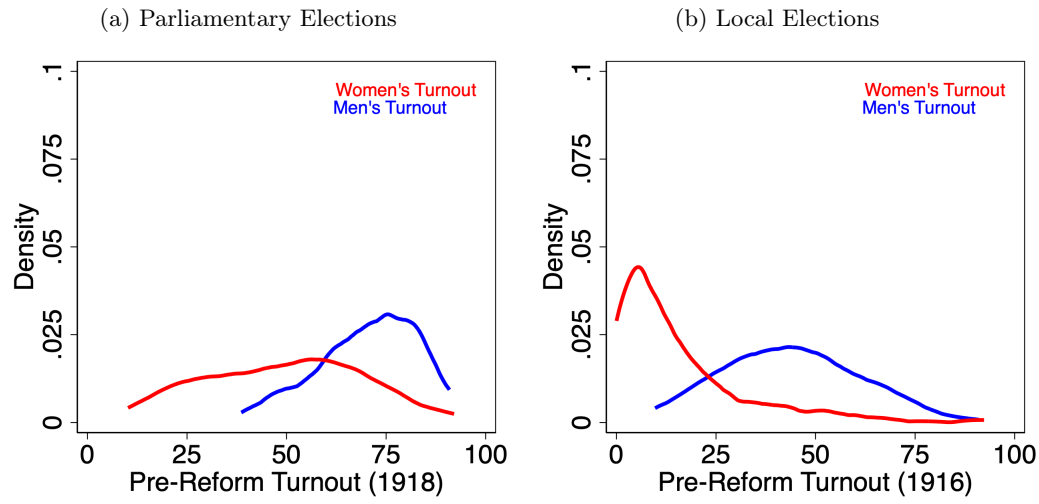 (a) Parliamentary Elections
Women's Turnout
Men's Turnout
Density
.1
.075
.05
.025
0
0 25 50 75 100
Pre-Reform Turnout (1918)
(b) Local Elections
Women's Turnout
Men's Turnout
Density
.1
.075
.05
.025
0
0 25 50 75 100
Pre-Reform Turnout (1916)